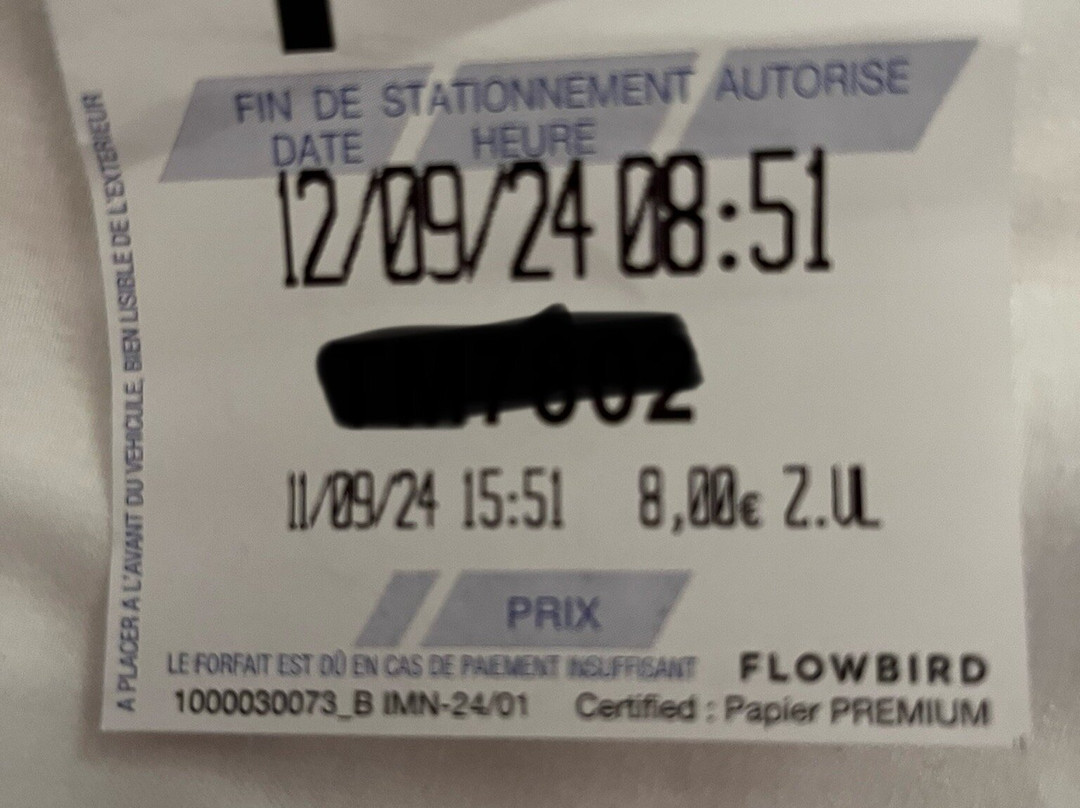 FIN DE STATIONNEMENT AUTORISE
DATE HEURE
12/09/24 08:51
11/09/24 15:51 8,00€ Z.UL
PRIX
LE FORFAIT EST DÛ EN CAS DE PAIEMENT INSUFFISANT
FLOWBIRD
1000030073_B IMN-24/01 Certified : Papier PREMIUM
A PLACER A L'AVANT DU VEHICULE, BIEN LISIBLE DE L'EXTERIEUR